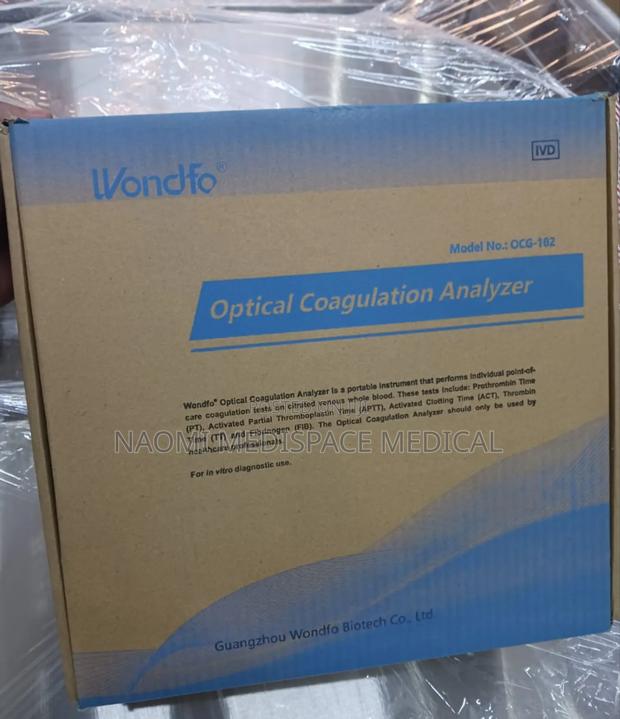 Wondfo®
IVD
Model No.: OCG-102
Optical Coagulation Analyzer
Wondfo® Optical Coagulation Analyzer is a portable instrument that performs individual point-of-
care coagulation tests on citrated venous whole blood. These tests include: Prothrombin Time
(PT), Activated Partial Thromboplastin Time (APTT), Activated Clotting Time (ACT), Thrombin
Time (TT) and Fibrinogen (FIB). The Optical Coagulation Analyzer should only be used by
healthcare professionals.
NAOMI MEDISPACE MEDICAL
For in vitro diagnostic use.
Guangzhou Wondfo Biotech Co., Ltd.